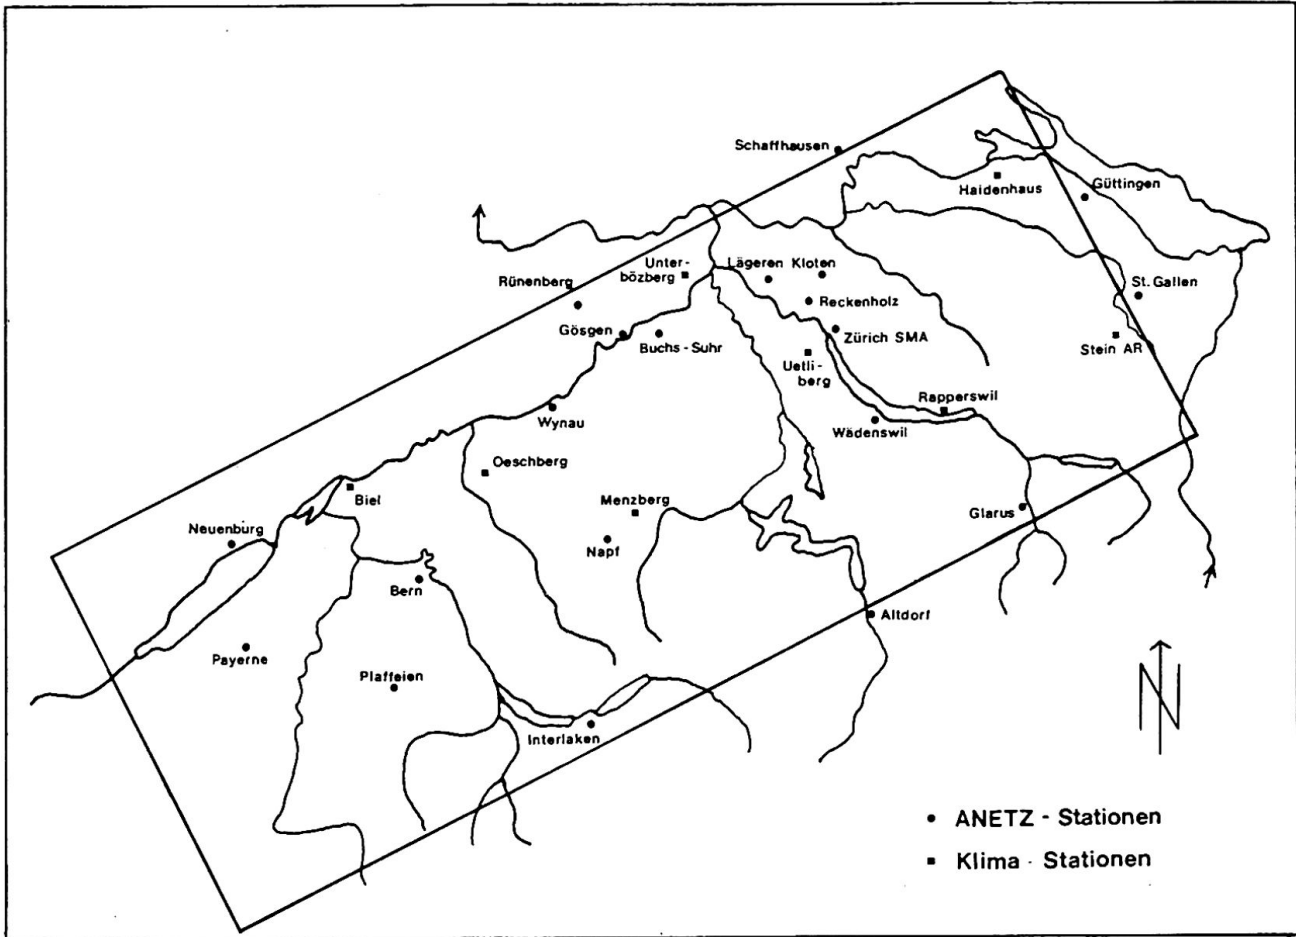 Schaffhausen
Haidenhaus
Güttingen
Unter-
bözberg
Lägeren
Kloten
Rünenberg
St. Gallen
Reckenholz
Gösgen
Buchs - Suhr
Zürich SMA
Stein AR
Uetli -
berg
Rapperswil
Wynau
Wädenswil
Oeschberg
Biel
Menzberg
Glarus
Neuenburg
Napf
Bern
Altdorf
Payerne
Plaffeien
N
Interlaken
ANETZ - Stationen
Klima - Stationen